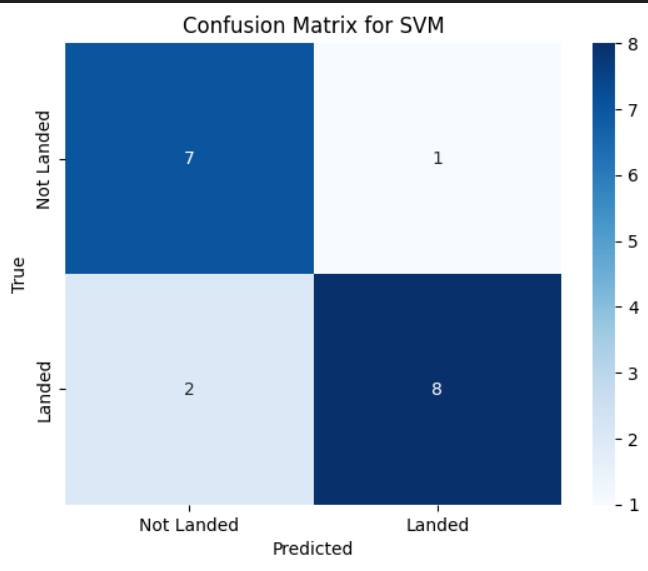 Confusion Matrix for SVM
True
Not Landed
7
1
Landed
2
8
Not Landed
Landed
Predicted
8
7
6
5
4
3
2
1